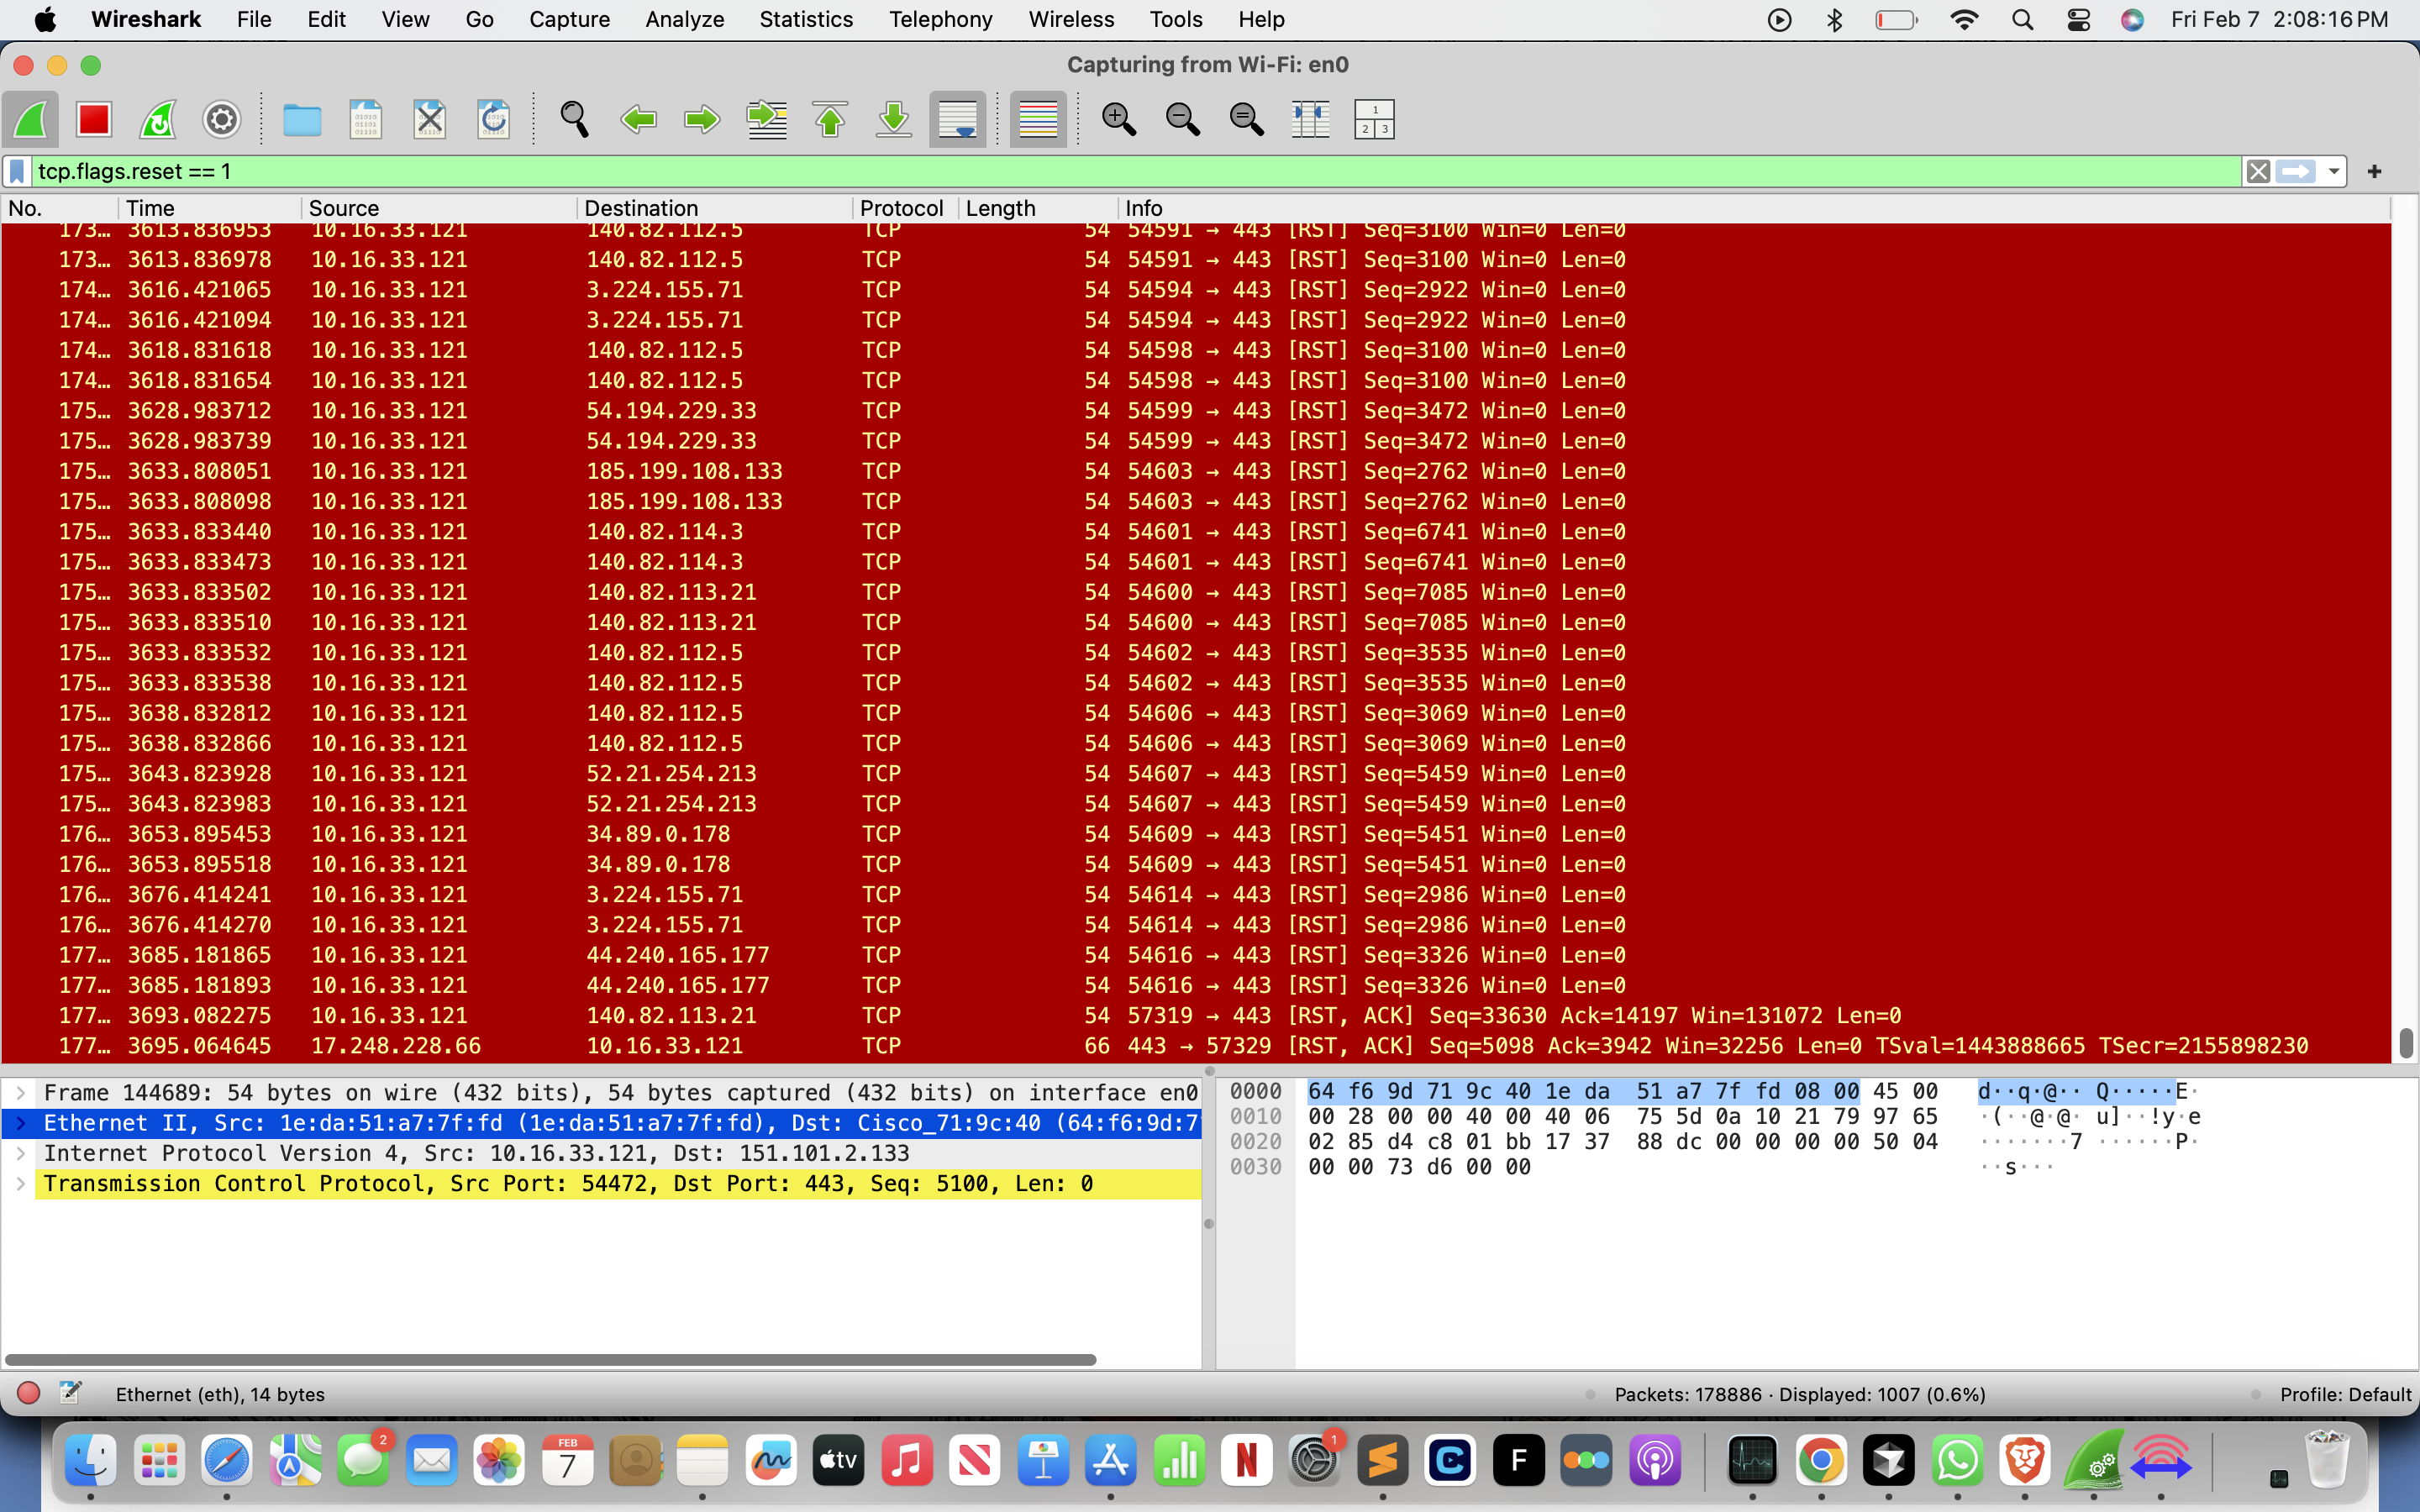 Wireshark File Edit View Go Capture Analyze Statistics Telephony Wireless Tools Help Fri Feb 7 2:08:16 PM
Capturing from Wi-Fi: en0
tcp.flags.reset == 1
No. Time Source Destination Protocol Length Info
173… 3613.836953 10.16.33.121 140.82.112.5 TCP 54 54591 → 443 [RST] Seq=3100 Win=0 Len=0
173… 3613.836978 10.16.33.121 140.82.112.5 TCP 54 54591 → 443 [RST] Seq=3100 Win=0 Len=0
174… 3616.421065 10.16.33.121 3.224.155.71 TCP 54 54594 → 443 [RST] Seq=2922 Win=0 Len=0
174… 3616.421094 10.16.33.121 3.224.155.71 TCP 54 54594 → 443 [RST] Seq=2922 Win=0 Len=0
174… 3618.831618 10.16.33.121 140.82.112.5 TCP 54 54598 → 443 [RST] Seq=3100 Win=0 Len=0
174… 3618.831654 10.16.33.121 140.82.112.5 TCP 54 54598 → 443 [RST] Seq=3100 Win=0 Len=0
175… 3628.983712 10.16.33.121 54.194.229.33 TCP 54 54599 → 443 [RST] Seq=3472 Win=0 Len=0
175… 3628.983739 10.16.33.121 54.194.229.33 TCP 54 54599 → 443 [RST] Seq=3472 Win=0 Len=0
175… 3633.808051 10.16.33.121 185.199.108.133 TCP 54 54603 → 443 [RST] Seq=2762 Win=0 Len=0
175… 3633.808098 10.16.33.121 185.199.108.133 TCP 54 54603 → 443 [RST] Seq=2762 Win=0 Len=0
175… 3633.833440 10.16.33.121 140.82.114.3 TCP 54 54601 → 443 [RST] Seq=6741 Win=0 Len=0
175… 3633.833473 10.16.33.121 140.82.114.3 TCP 54 54601 → 443 [RST] Seq=6741 Win=0 Len=0
175… 3633.833502 10.16.33.121 140.82.113.21 TCP 54 54600 → 443 [RST] Seq=7085 Win=0 Len=0
175… 3633.833510 10.16.33.121 140.82.113.21 TCP 54 54600 → 443 [RST] Seq=7085 Win=0 Len=0
175… 3633.833532 10.16.33.121 140.82.112.5 TCP 54 54602 → 443 [RST] Seq=3535 Win=0 Len=0
175… 3633.833538 10.16.33.121 140.82.112.5 TCP 54 54602 → 443 [RST] Seq=3535 Win=0 Len=0
175… 3638.832812 10.16.33.121 140.82.112.5 TCP 54 54606 → 443 [RST] Seq=3069 Win=0 Len=0
175… 3638.832866 10.16.33.121 140.82.112.5 TCP 54 54606 → 443 [RST] Seq=3069 Win=0 Len=0
175… 3643.823928 10.16.33.121 52.21.254.213 TCP 54 54607 → 443 [RST] Seq=5459 Win=0 Len=0
175… 3643.823983 10.16.33.121 52.21.254.213 TCP 54 54607 → 443 [RST] Seq=5459 Win=0 Len=0
176… 3653.895453 10.16.33.121 34.89.0.178 TCP 54 54609 → 443 [RST] Seq=5451 Win=0 Len=0
176… 3653.895518 10.16.33.121 34.89.0.178 TCP 54 54609 → 443 [RST] Seq=5451 Win=0 Len=0
176… 3676.414241 10.16.33.121 3.224.155.71 TCP 54 54614 → 443 [RST] Seq=2986 Win=0 Len=0
176… 3676.414270 10.16.33.121 3.224.155.71 TCP 54 54614 → 443 [RST] Seq=2986 Win=0 Len=0
177… 3685.181865 10.16.33.121 44.240.165.177 TCP 54 54616 → 443 [RST] Seq=3326 Win=0 Len=0
177… 3685.181893 10.16.33.121 44.240.165.177 TCP 54 54616 → 443 [RST] Seq=3326 Win=0 Len=0
177… 3693.082275 10.16.33.121 140.82.113.21 TCP 54 57319 → 443 [RST, ACK] Seq=33630 Ack=14197 Win=131072 Len=0
177… 3695.064645 17.248.228.66 10.16.33.121 TCP 66 443 → 57329 [RST, ACK] Seq=5098 Ack=3942 Win=32256 Len=0 TSval=1443888665 TSecr=2155898230
Frame 144689: 54 bytes on wire (432 bits), 54 bytes captured (432 bits) on interface en0
Ethernet II, Src: 1e:da:51:a7:7f:fd (1e:da:51:a7:7f:fd), Dst: Cisco_71:9c:40 (64:f6:9d:7
Internet Protocol Version 4, Src: 10.16.33.121, Dst: 151.101.2.133
Transmission Control Protocol, Src Port: 54472, Dst Port: 443, Seq: 5100, Len: 0
0000 64 f6 9d 71 9c 40 1e da 51 a7 7f fd 08 00 45 00 d··q·@·· Q·····E·
0010 00 28 00 00 40 00 40 06 75 5d 0a 10 21 79 97 65 ·(··@·@· u]··!y·e
0020 02 85 d4 c8 01 bb 17 37 88 dc 00 00 00 00 50 04 ·······7 ······P·
0030 00 00 73 d6 00 00 ··s···
Ethernet (eth), 14 bytes
Packets: 178886 · Displayed: 1007 (0.6%)
Profile: Default
2
FEB
7
tv
N
1
C
F